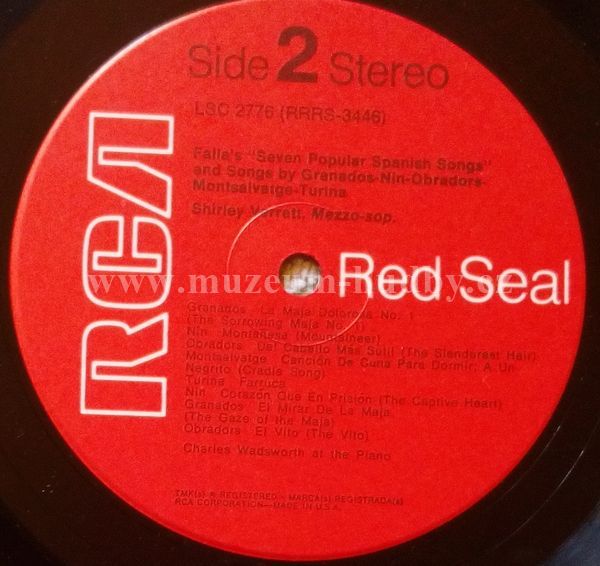 Side 2 Stereo
LSC 2776 (RRRS-3446)
Falla's "Seven Popular Spanish Songs"
and Songs by Granados-Nin-Obradors-
Montsalvatge-Turina
Shirley Verrett, Mezzo-sop.
RCA
Red Seal
www.muzeum-hudby.cz
Granados La Maja Dolorosa No. 1
(The Sorrowing Maja No. 1)
Nin Montañesa (Mountaineer)
Obradors Del Cabello Más Sutil (The Slenderest Hair)
Montsalvatge Canción De Cuna Para Dormir; A Un
Negrito (Cradle Song)
Turina Farruca
Nin Corazón Que En Prisión (The Captive Heart)
Granados El Mirar De La Maja
(The Gaze of the Maja)
Obradors El Vito (The Vito)
Charles Wadsworth at the Piano
TMK(s) ® REGISTERED • MARCA(s) REGISTRADA(s)
RCA CORPORATION—MADE IN U.S.A.